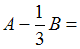 A - 1/3 B =